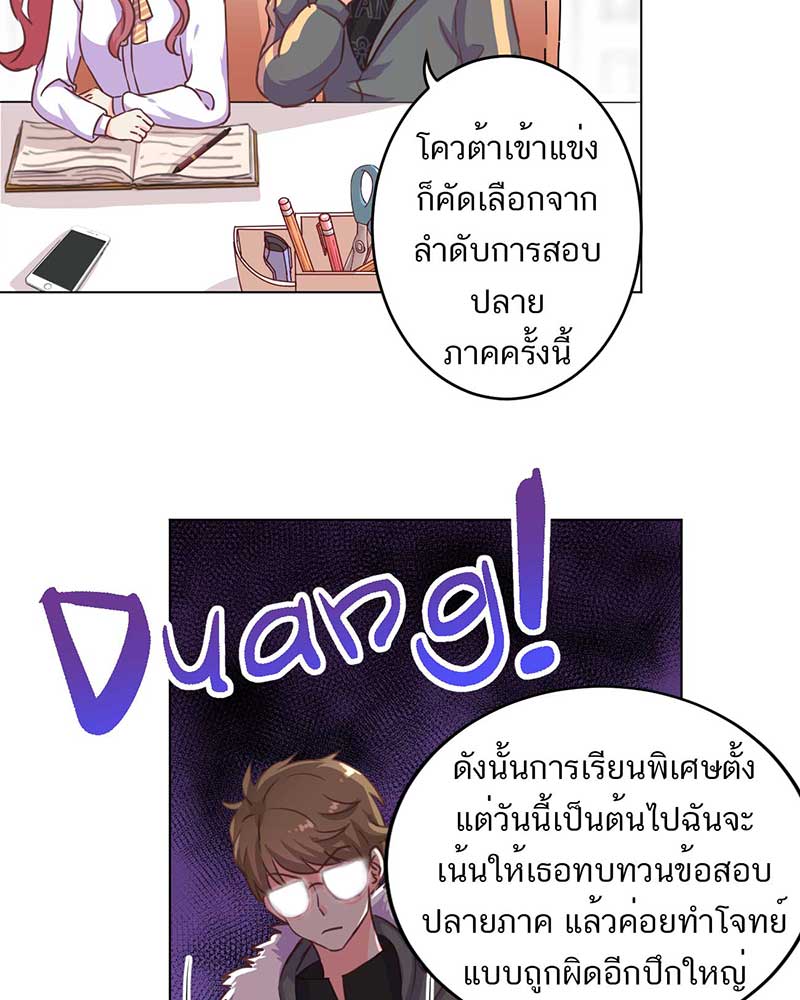 โควต้าเข้าแข่ง
ก็คัดเลือกจาก
ลำดับการสอบ
ปลาย
ภาคครั้งนี้
Duang!
ดังนั้นการเรียนพิเศษตั้ง
แต่วันนี้เป็นต้นไปฉันจะ
เน้นให้เธอทบทวนข้อสอบ
ปลายภาค แล้วค่อยทำโจทย์
แบบถูกผิดอีกปึกใหญ่